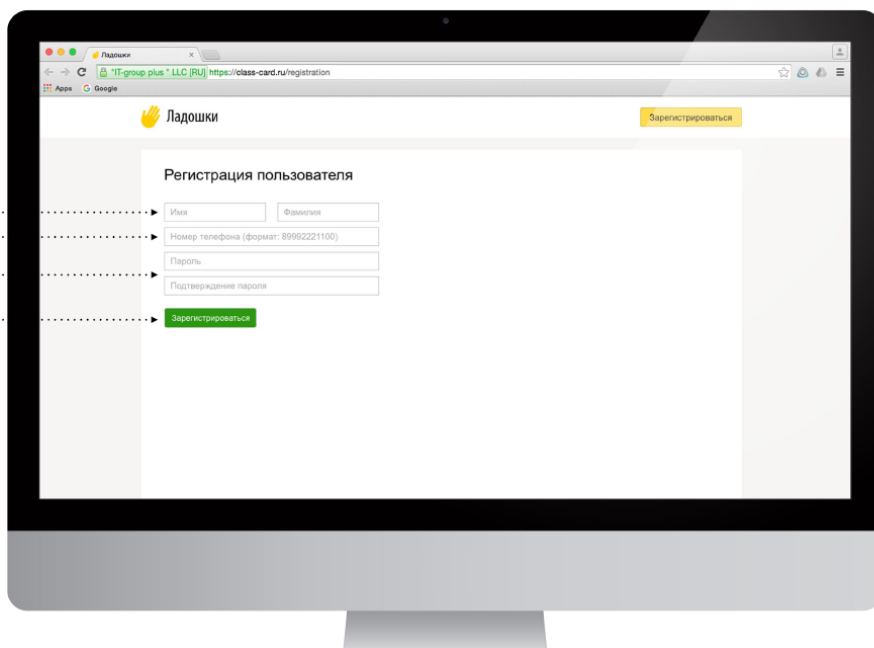 Ладошки
"IT-group plus " LLC [RU] https://class-card.ru/registration
Apps Google
Ладошки
Зарегистрироваться
Регистрация пользователя
Имя Фамилия
Номер телефона (формат: 89992221100)
Пароль
Подтверждение пароля
Зарегистрироваться